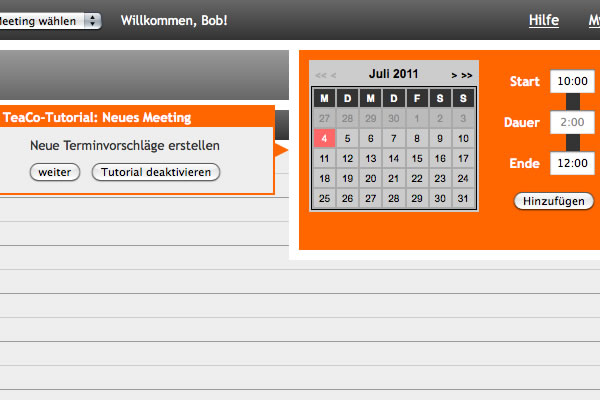 Meeting wählen
Willkommen, Bob!
Hilfe
TeaCo-Tutorial: Neues Meeting
Neue Terminvorschläge erstellen
weiter
Tutorial deaktivieren
<< < Juli 2011 > >>
M D M D F S S
27 28 29 30 1 2 3
4 5 6 7 8 9 10
11 12 13 14 15 16 17
18 19 20 21 22 23 24
25 26 27 28 29 30 31
Start 10:00
Dauer 2:00
Ende 12:00
Hinzufügen